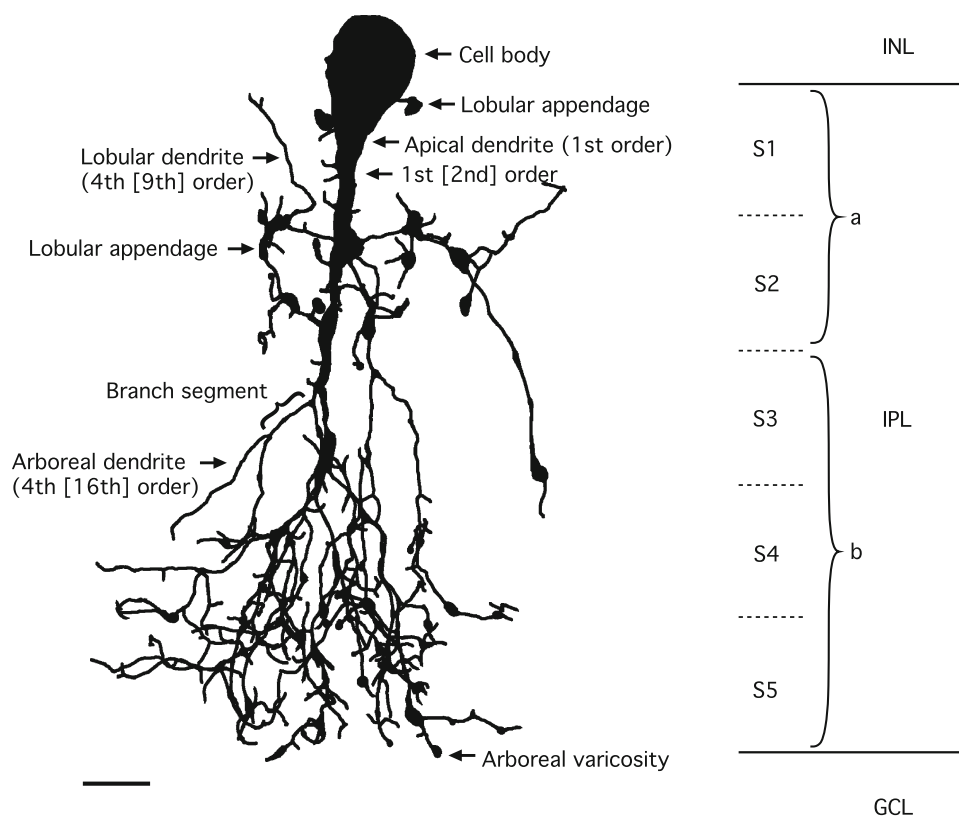 INL
Cell body
Lobular appendage
Apical dendrite (1st order)
S1
Lobular dendrite
(4th [9th] order)
1st [2nd] order
a
Lobular appendage
S2
Branch segment
S3
IPL
Arboreal dendrite
(4th [16th] order)
S4
b
S5
Arboreal varicosity
GCL